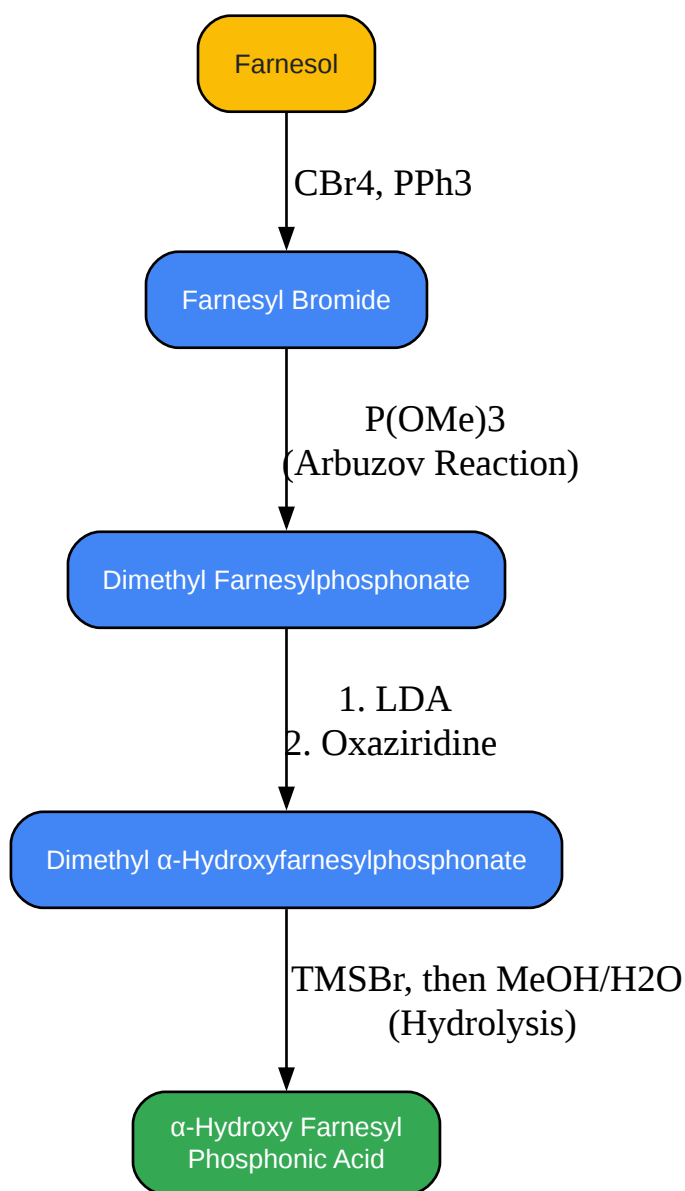 Farnesol
CBr4, PPh3
Farnesyl Bromide
P(OMe)3
(Arbuzov Reaction)
Dimethyl Farnesylphosphonate
1. LDA
2. Oxaziridine
Dimethyl α-Hydroxyfarnesylphosphonate
TMSBr, then MeOH/H2O
(Hydrolysis)
α-Hydroxy Farnesyl
Phosphonic Acid